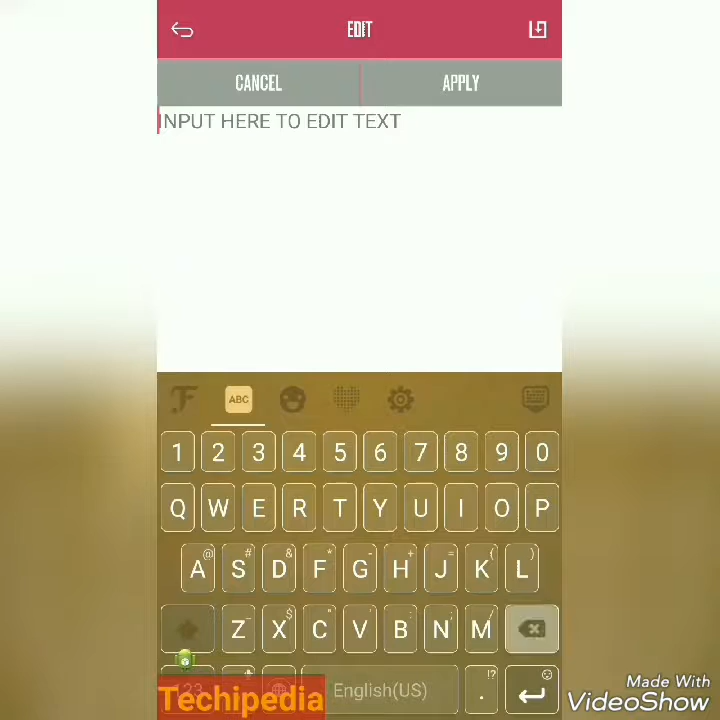 EDIT
CANCEL APPLY
INPUT HERE TO EDIT TEXT
ABC
1 2 3 4 5 6 7 8 9 0
Q W E R T Y U I O P
@ # & * - + = ( )
A S D F G H J K L
Z X C V B N M
!?
English(US) .
Techipedia
Made With
VideoShow